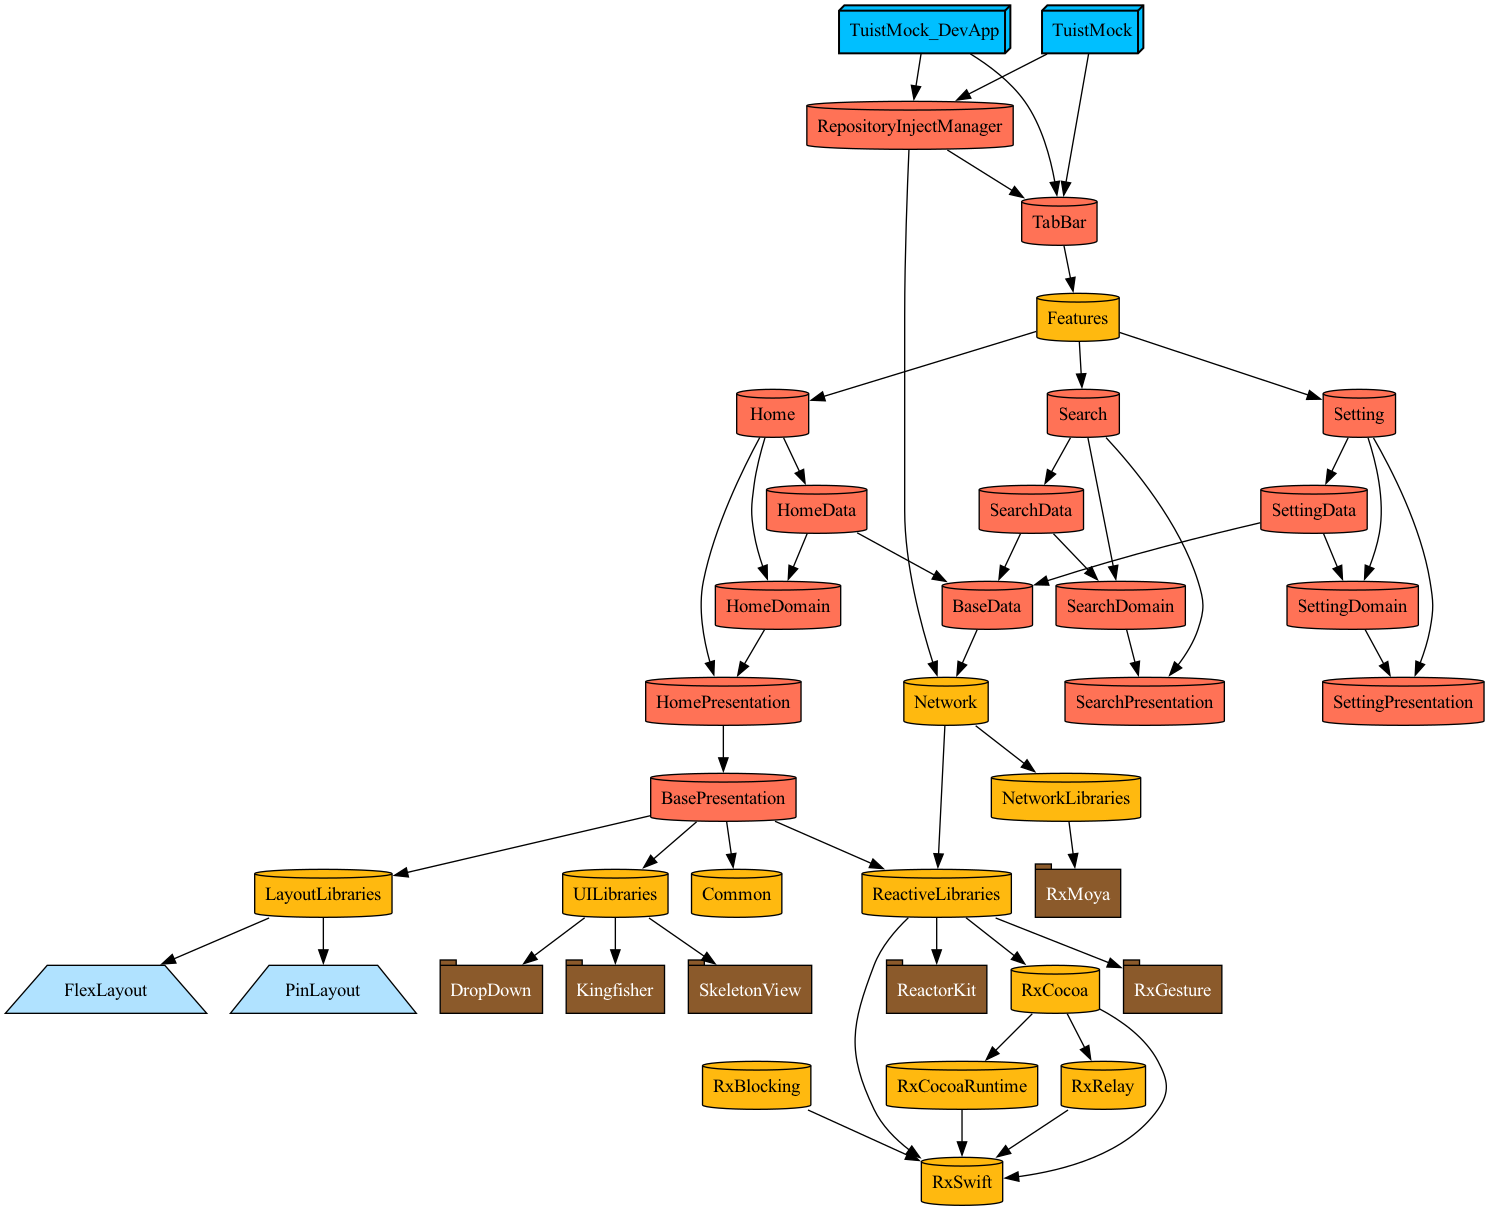 TuistMock_DevApp
TuistMock
RepositoryInjectManager
TabBar
Features
Home
Search
Setting
HomeData
SearchData
SettingData
HomeDomain
BaseData
SearchDomain
SettingDomain
HomePresentation
Network
SearchPresentation
SettingPresentation
BasePresentation
NetworkLibraries
LayoutLibraries
UILibraries
Common
ReactiveLibraries
RxMoya
FlexLayout
PinLayout
DropDown
Kingfisher
SkeletonView
ReactorKit
RxCocoa
RxGesture
RxBlocking
RxCocoaRuntime
RxRelay
RxSwift